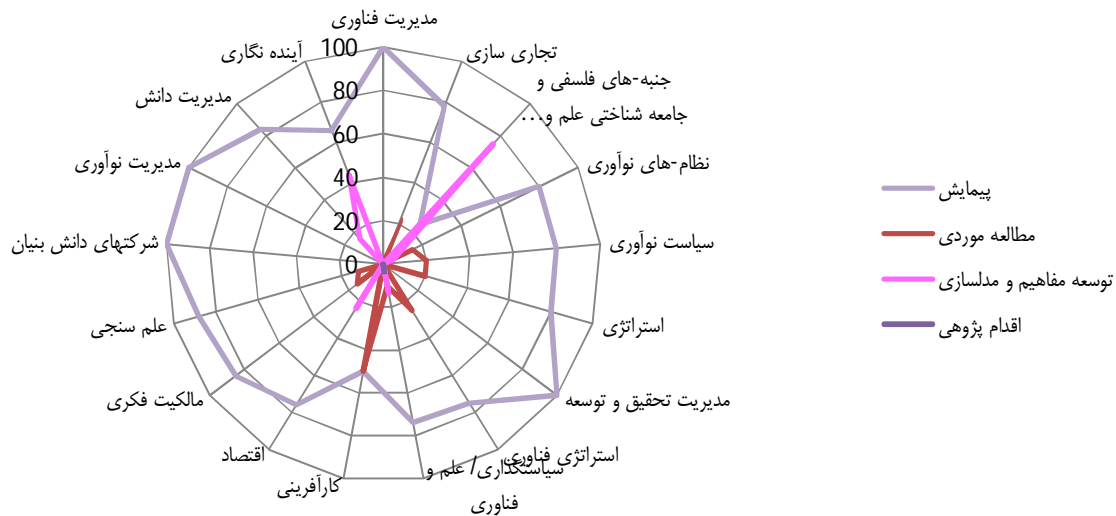 مدیریت فناوری
تجاری سازی
جنبه-های فلسفی و
جامعه شناختی علم و...
نظام-های نوآوری
سیاست نوآوری
استراتژی
مدیریت تحقیق و توسعه
استراتژی فناوری
سیاستگذاری/ علم و
فناوری
کارآفرینی
اقتصاد
مالکیت فکری
علم سنجی
شرکتهای دانش بنیان
مدیریت نوآوری
مدیریت دانش
آینده نگاری
100
80
60
40
20
0
پیمایش
مطالعه موردی
توسعه مفاهیم و مدلسازی
اقدام پژوهی